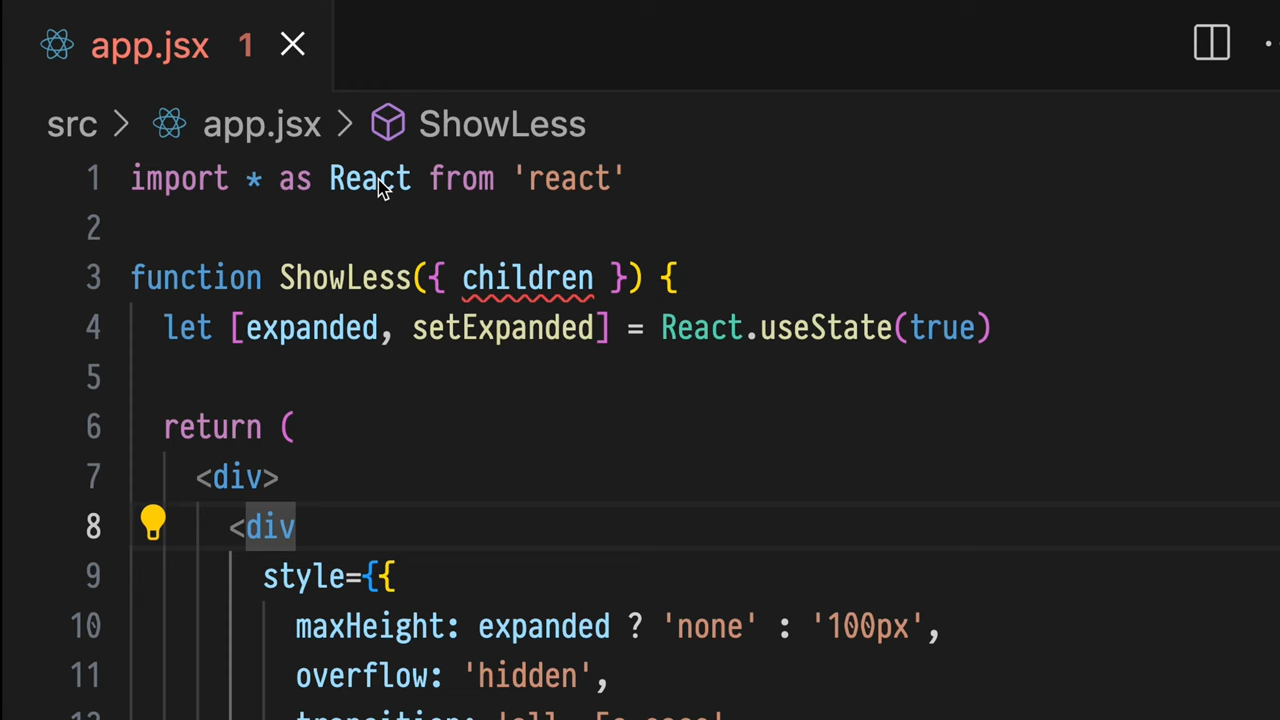 app.jsx 1
src > app.jsx > ShowLess
1 import * as React from 'react'
2
3 function ShowLess({ children }) {
4 let [expanded, setExpanded] = React.useState(true)
5
6 return (
7 <div>
8 <div
9 style={{
10 maxHeight: expanded ? 'none' : '100px',
11 overflow: 'hidden',